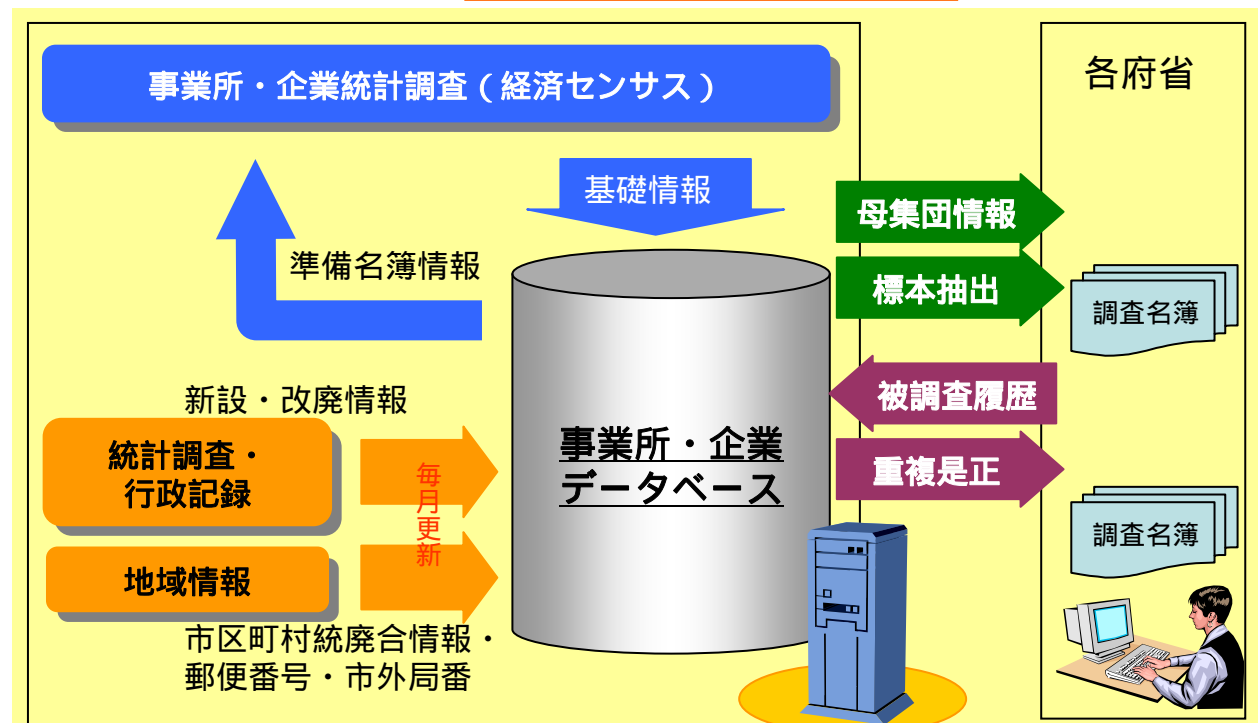 事業所・企業統計調査（経済センサス）
各府省
基礎情報
母集団情報
準備名簿情報
標本抽出
調査名簿
被調査履歴
新設・改廃情報
統計調査・
行政記録
毎月更新
事業所・企業
データベース
重複是正
調査名簿
地域情報
市区町村統廃合情報・
郵便番号・市外局番